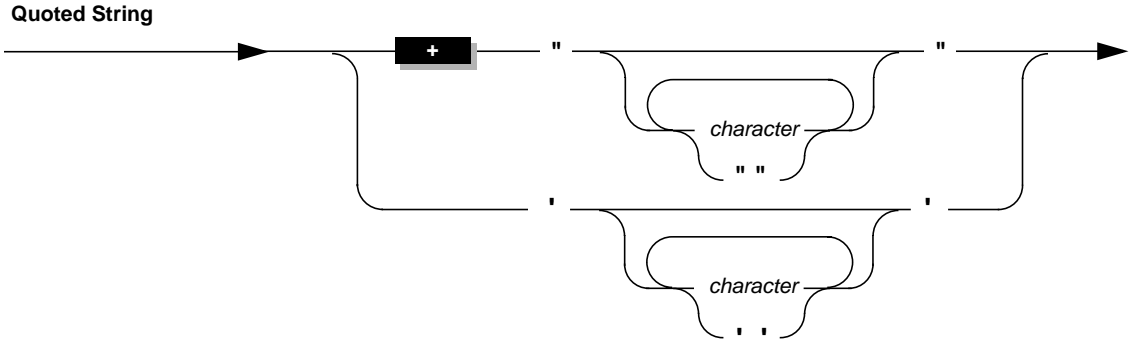 Quoted String
+ " "
character
" "
' '
character
' '